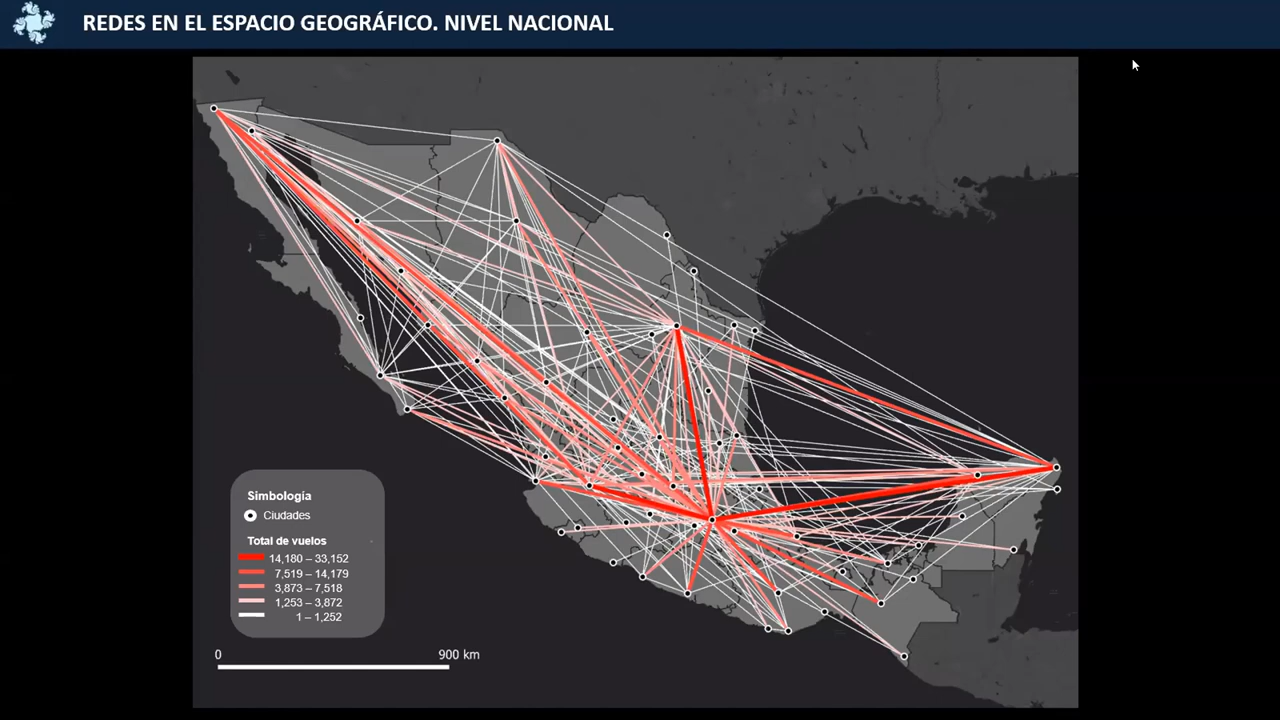 REDES EN EL ESPACIO GEOGRÁFICO. NIVEL NACIONAL
Simbología
Ciudades
Total de vuelos
14,180 – 33,152
7,519 – 14,179
3,873 – 7,518
1,253 – 3,872
1 – 1,252
0 900 km